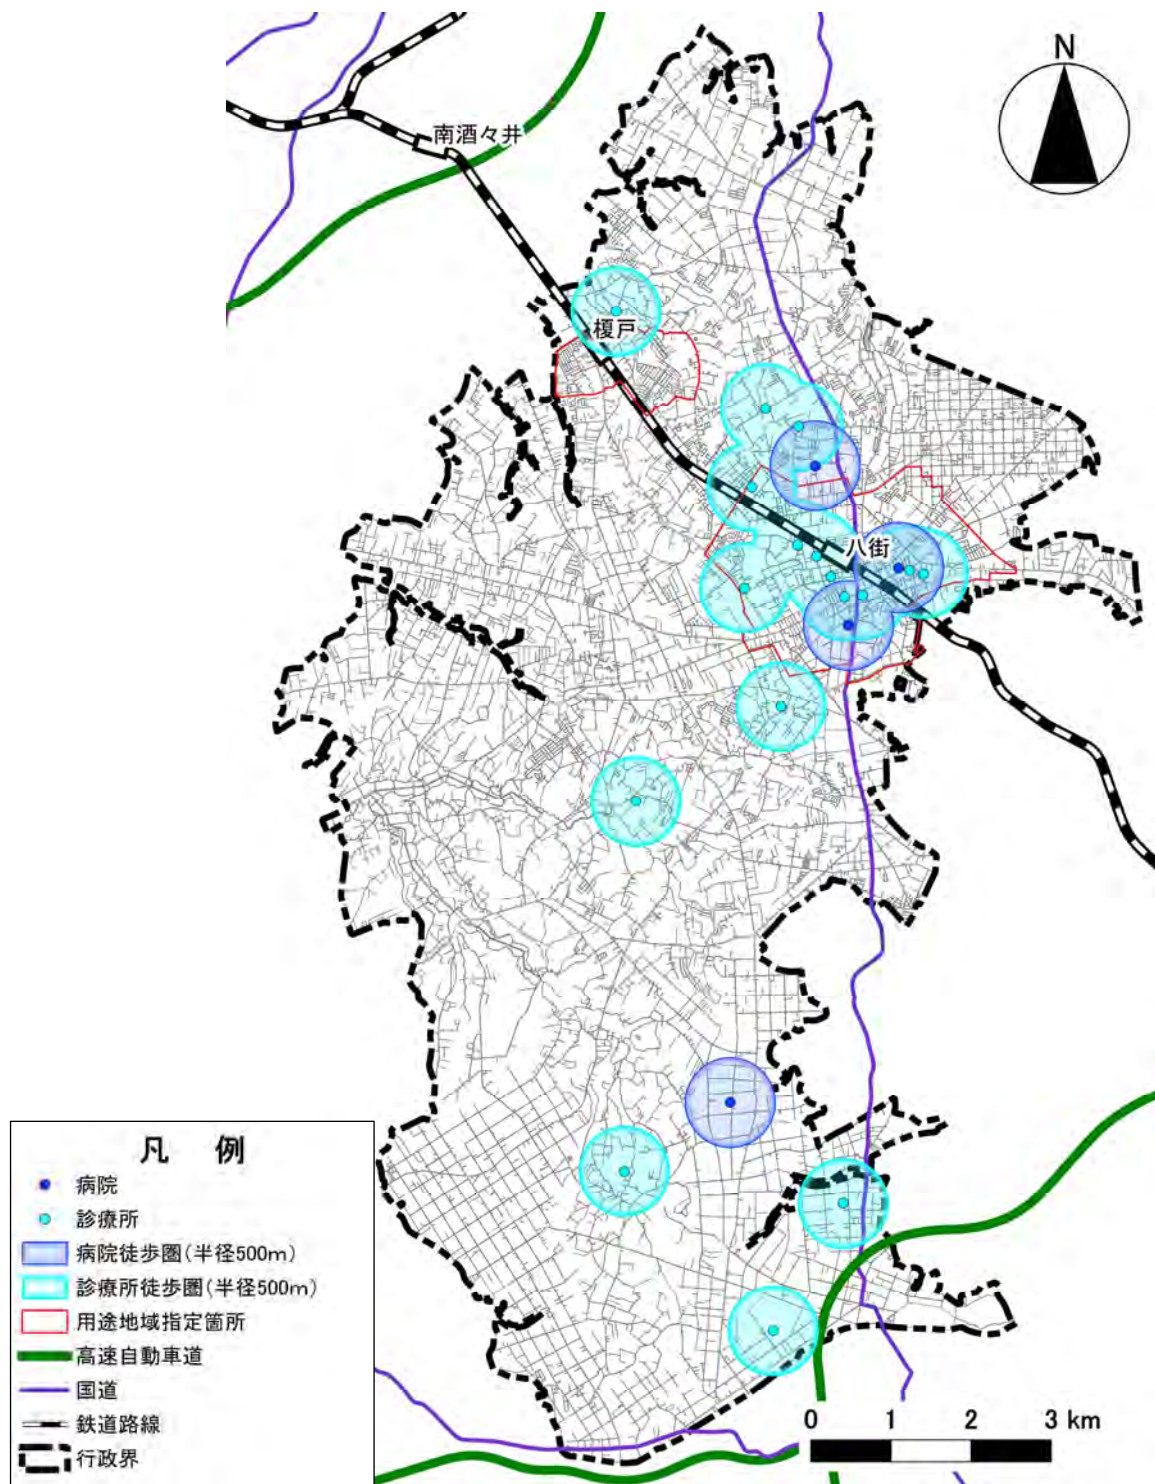 N
南酒々井
榎戸
八街
凡 例
病院
診療所
病院徒歩圏(半径500m)
診療所徒歩圏(半径500m)
用途地域指定箇所
高速自動車道
国道
鉄道路線
行政界
0 1 2 3 km